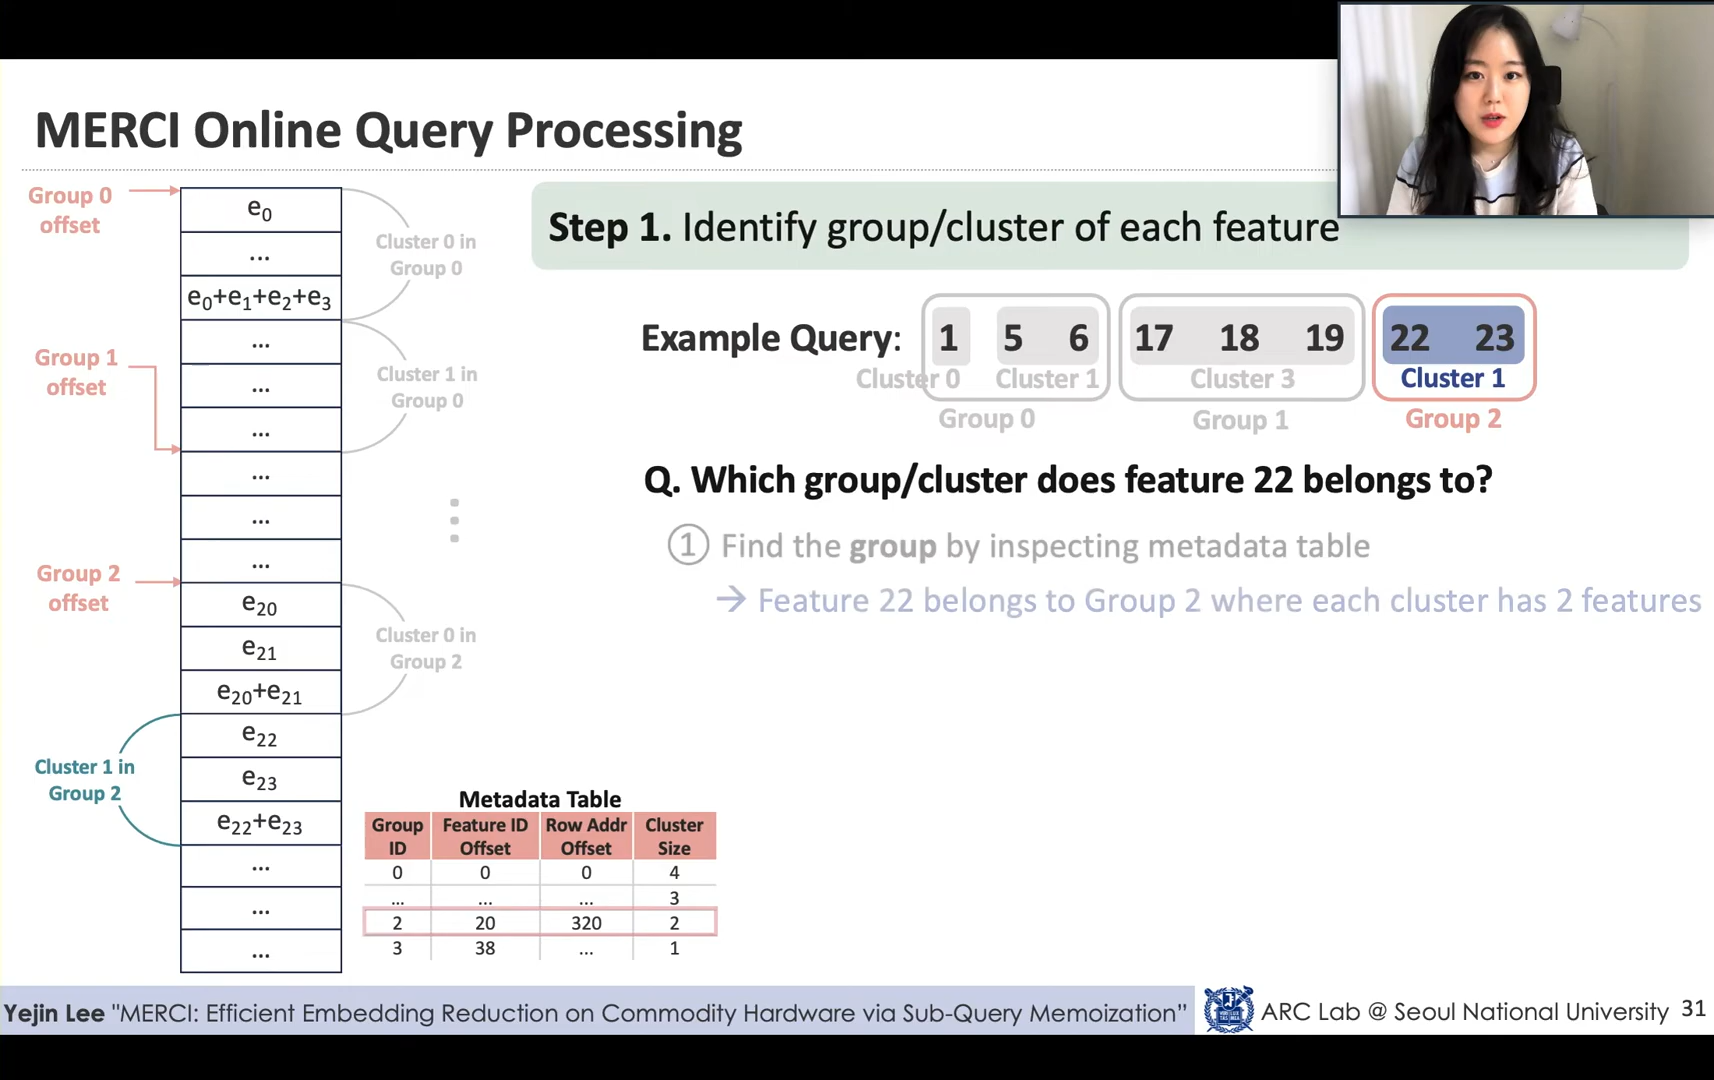 MERCI Online Query Processing
Group 0
offset
e0
...
e0+e1+e2+e3
Cluster 0 in
Group 0
...
...
...
Cluster 1 in
Group 0
Group 1
offset
...
...
...
Group 2
offset
e20
e21
e20+e21
Cluster 0 in
Group 2
e22
e23
e22+e23
Cluster 1 in
Group 2
...
...
...
Step 1. Identify group/cluster of each feature
Example Query: 1 5 6 17 18 19 22 23
Cluster 0 Cluster 1 Cluster 3 Cluster 1
Group 0 Group 1 Group 2
Q. Which group/cluster does feature 22 belongs to?
① Find the group by inspecting metadata table
→ Feature 22 belongs to Group 2 where each cluster has 2 features
Metadata Table
Group ID Feature ID Offset Row Addr Offset Cluster Size
0 0 0 4
... ... ... 3
2 20 320 2
3 38 ... 1
Yejin Lee "MERCI: Efficient Embedding Reduction on Commodity Hardware via Sub-Query Memoization”
ARC Lab @ Seoul National University 31